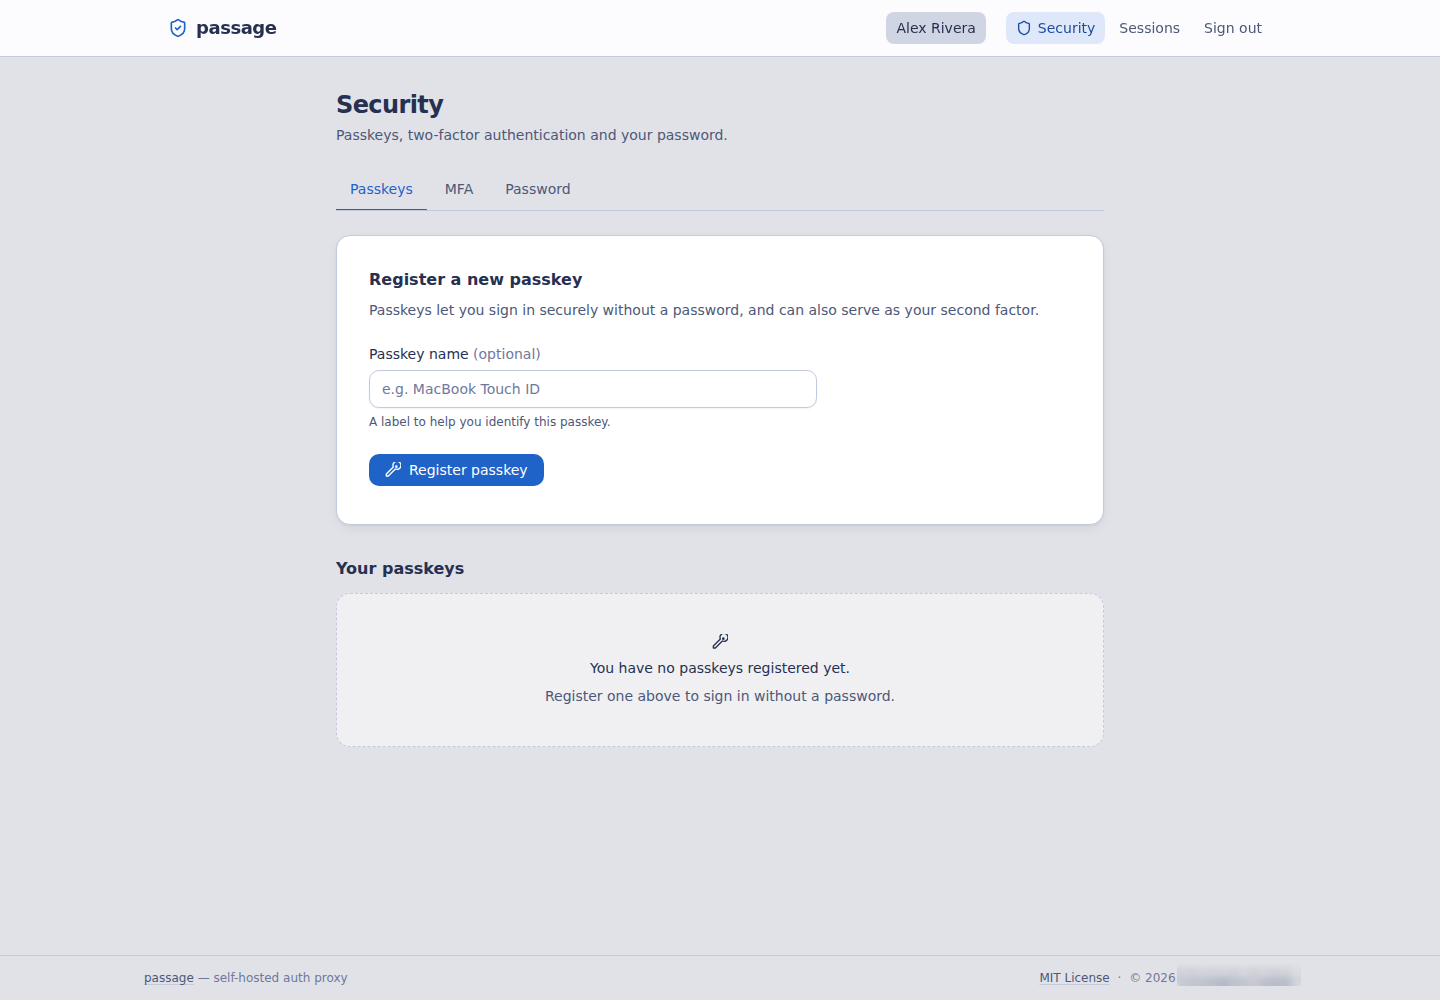 passage
Alex Rivera
Security
Sessions
Sign out
Security
Passkeys, two-factor authentication and your password.
Passkeys
MFA
Password
Register a new passkey
Passkeys let you sign in securely without a password, and can also serve as your second factor.
Passkey name (optional)
e.g. MacBook Touch ID
A label to help you identify this passkey.
Register passkey
Your passkeys
You have no passkeys registered yet.
Register one above to sign in without a password.
passage — self-hosted auth proxy
MIT License · © 2026